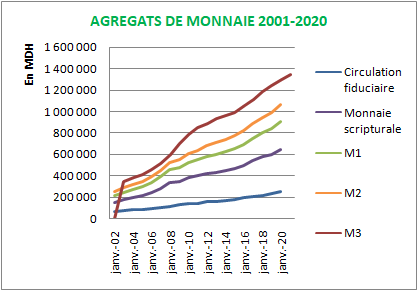 AGREGATS DE MONNAIE 2001-2020
En MDH
1 600 000
1 400 000
1 200 000
1 000 000
800 000
600 000
400 000
200 000
0
janv.-02
janv.-04
janv.-06
janv.-08
janv.-10
janv.-12
janv.-14
janv.-16
janv.-18
janv.-20
Circulation
fiduciaire
Monnaie
scripturale
M1
M2
M3